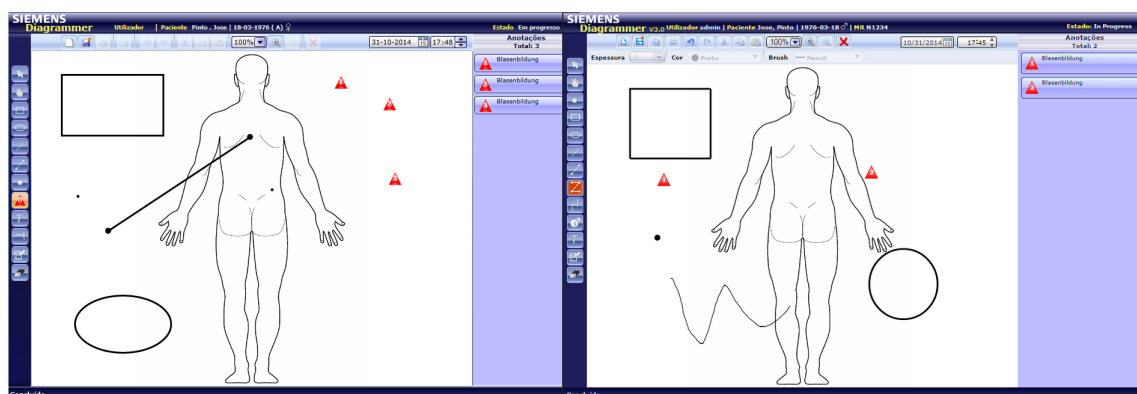 SIEMENS
Diagrammer Utilizador | Paciente Pinto . Jose | 18-03-1976 ( A) ♀ Estado Em progresso
100% 31-10-2014 15 17:48
Anotações
Total: 3
Blasenbildung
Blasenbildung
Blasenbildung
Concluído
SIEMENS
Diagrammer V3.0 Utilizador admin | Paciente Jose, Pinto | 1976-03-18 ♂ | MR N1234 Estado: In Progress
100% 10/31/2014 15 17:45
Anotações
Total: 2
Espessura Cor Preto Brush Pencil
Blasenbildung
Blasenbildung